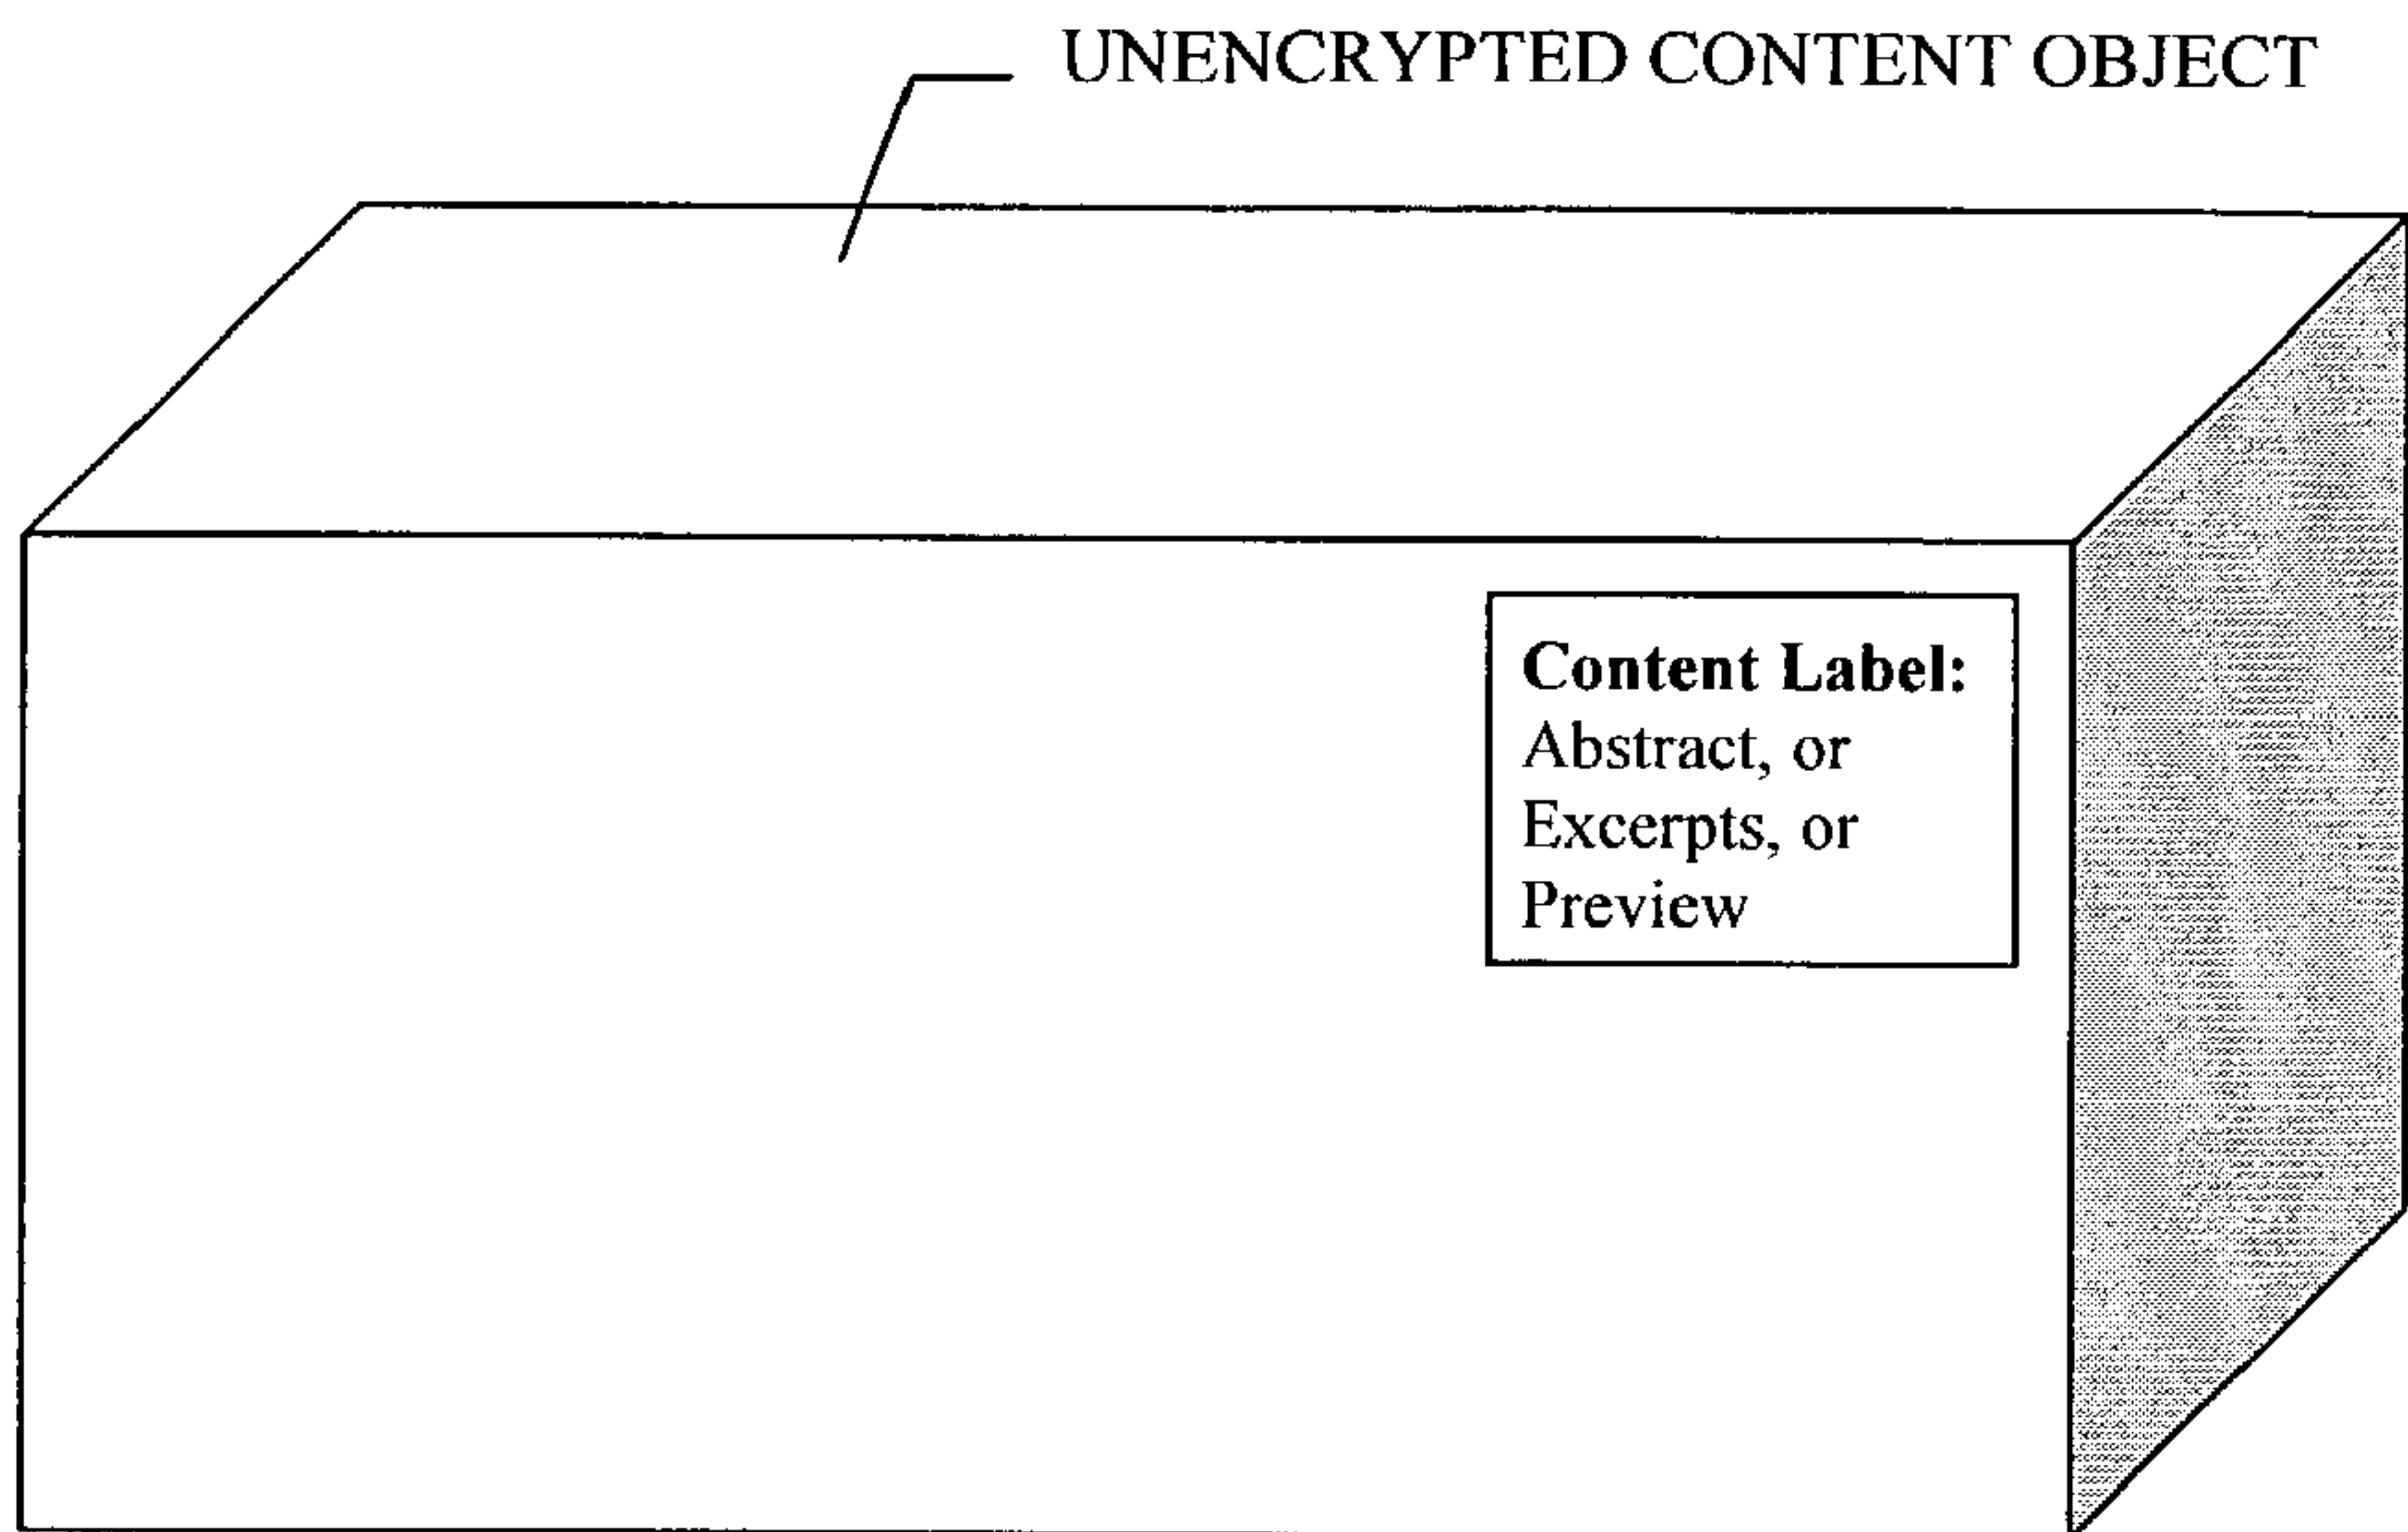 UNENCRYPTED CONTENT OBJECT
Content Label:
Abstract, or
Excerpts, or
Preview